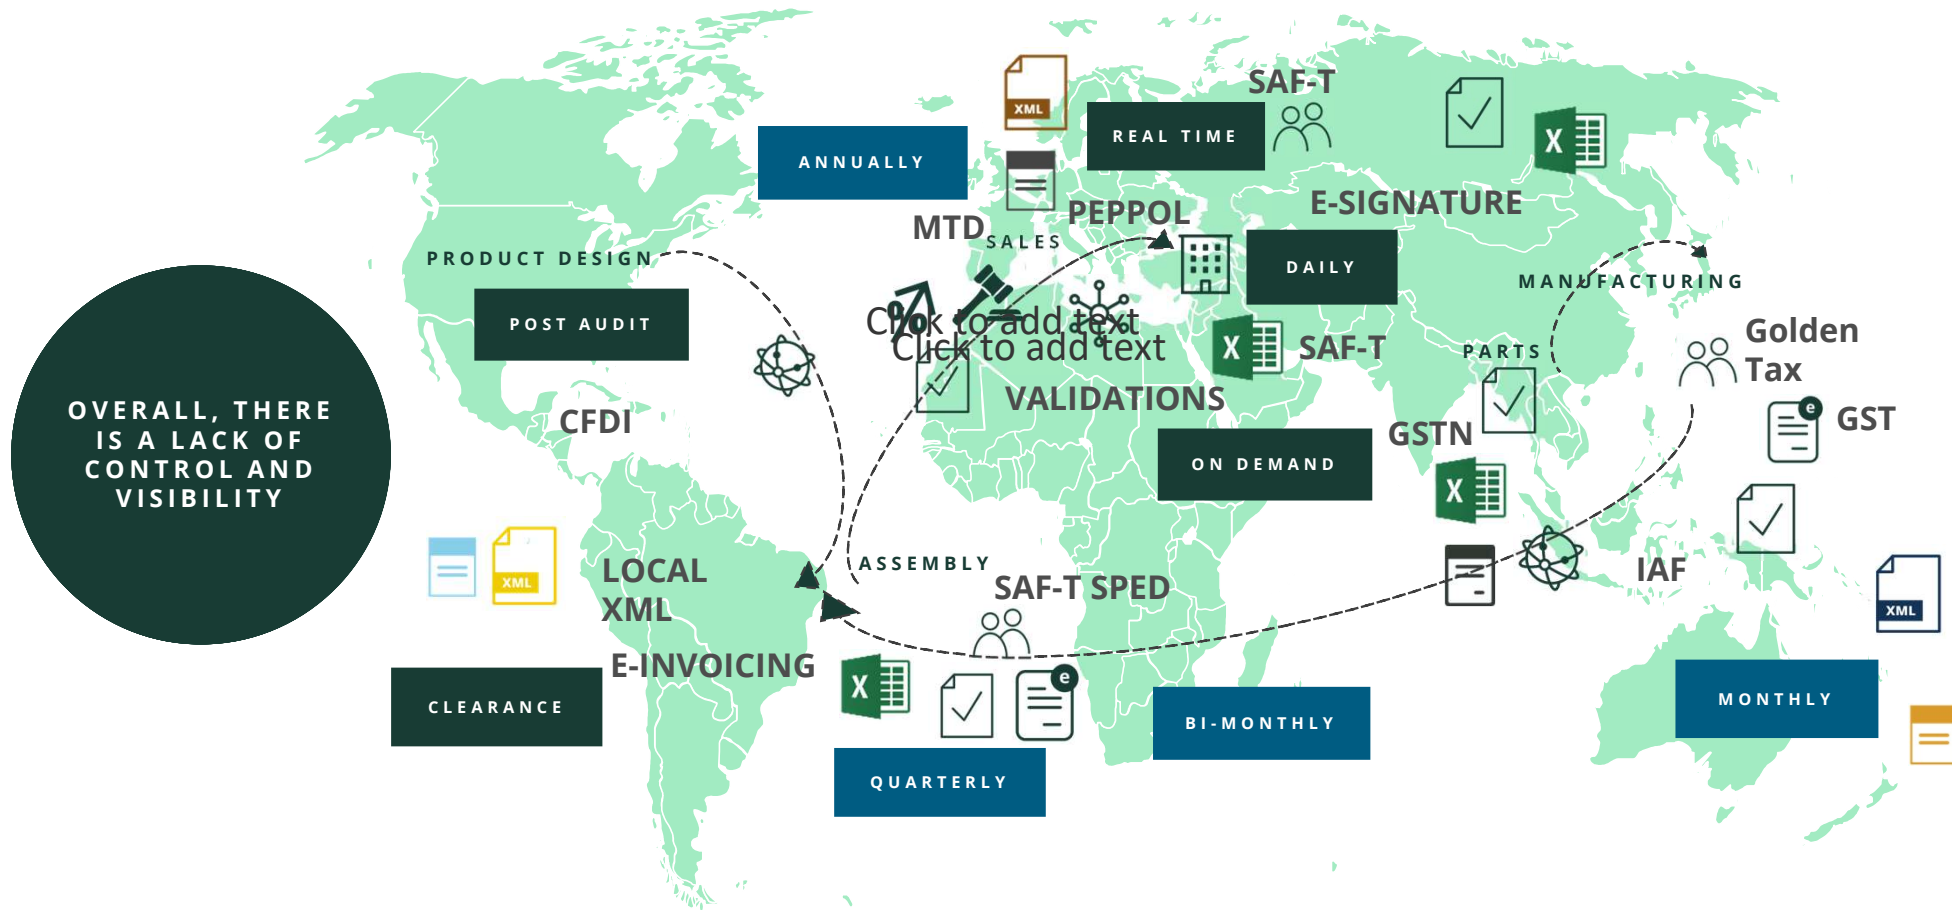 SAF-T
XML
REAL TIME
ANNUALLY
X
E-SIGNATURE
PEPPOL
MTD
SALES
PRODUCT DESIGN
DAILY
MANUFACTURING
POST AUDIT
%
Click to add text
Click to add text
X
SAF-T
PARTS
Golden
Tax
VALIDATIONS
CFDI
GSTN
e
GST
OVERALL, THERE
IS A LACK OF
CONTROL AND
VISIBILITY
ON DEMAND
X
ASSEMBLY
LOCAL
XML
XML
SAF-T SPED
IAF
XML
E-INVOICING
X
e
CLEARANCE
BI-MONTHLY
MONTHLY
QUARTERLY